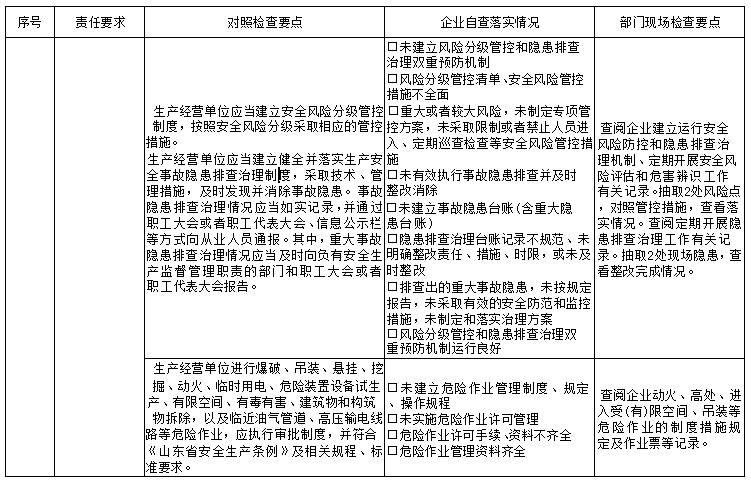 序号
责任要求
对照检查要点
企业自查落实情况
部门现场检查要点
生产经营单位应当建立安全风险分级管控
制度，按照安全风险分级采取相应的管控
措施。
生产经营单位应当建立健全并落实生产安
全事故隐患排查治理制度，采取技术、管
理措施，及时发现并消除事故隐患。事故
隐患排查治理情况应当如实记录，并通过
职工大会或者职工代表大会、信息公示栏
等方式向从业人员通报。其中，重大事故
隐患排查治理情况应当及时向负有安全生
产监督管理职责的部门和职工大会或者
职工代表大会报告。
□未建立风险分级管控和隐患排查
治理双重预防机制
□风险分级管控清单、安全风险管控
措施不全面
□重大或者较大风险，未制定专项管
控方案，未采取限制或者禁止人员进
入、定期巡查检查等安全风险管控措
施
□未有效执行事故隐患排查并及时
整改消除
□未建立事故隐患台账(含重大隐
患台账)
□隐患排查治理台账记录不规范、未
明确整改责任、措施、时限，或未及
时整改
□排查出的重大事故隐患，未按规定
报告，未采取有效的安全防范和监控
措施，未制定和落实治理方案
□风险分级管控和隐患排查治理双
重预防机制运行良好
查阅企业建立运行安全
风险防控和隐患排查治
理机制、定期开展安全风
险评估和危害辨识工作
有关记录。抽取2处风险点
，对照管控措施，查看
落实情况。查阅定期开展隐
患排查治理工作有关记
录。抽取2处现场隐患，查
看整改完成情况。
生产经营单位进行爆破、吊装、悬挂、挖
掘、动火、临时用电、危险装置设备试生
产、有限空间、有毒有害、建筑物和构筑
物拆除，以及临近油气管道、高压输电线
路等危险作业，应执行审批制度，并符合
《山东省安全生产条例》及相关规程、标
准要求。
□未建立危险作业管理制度、规定
、操作规程
□未实施危险作业许可管理
□危险作业许可手续、资料不齐全
□危险作业管理资料齐全
查阅企业动火、高处、进
入受(有)限空间、吊装等
危险作业的制度措施规
定及作业票等记录。